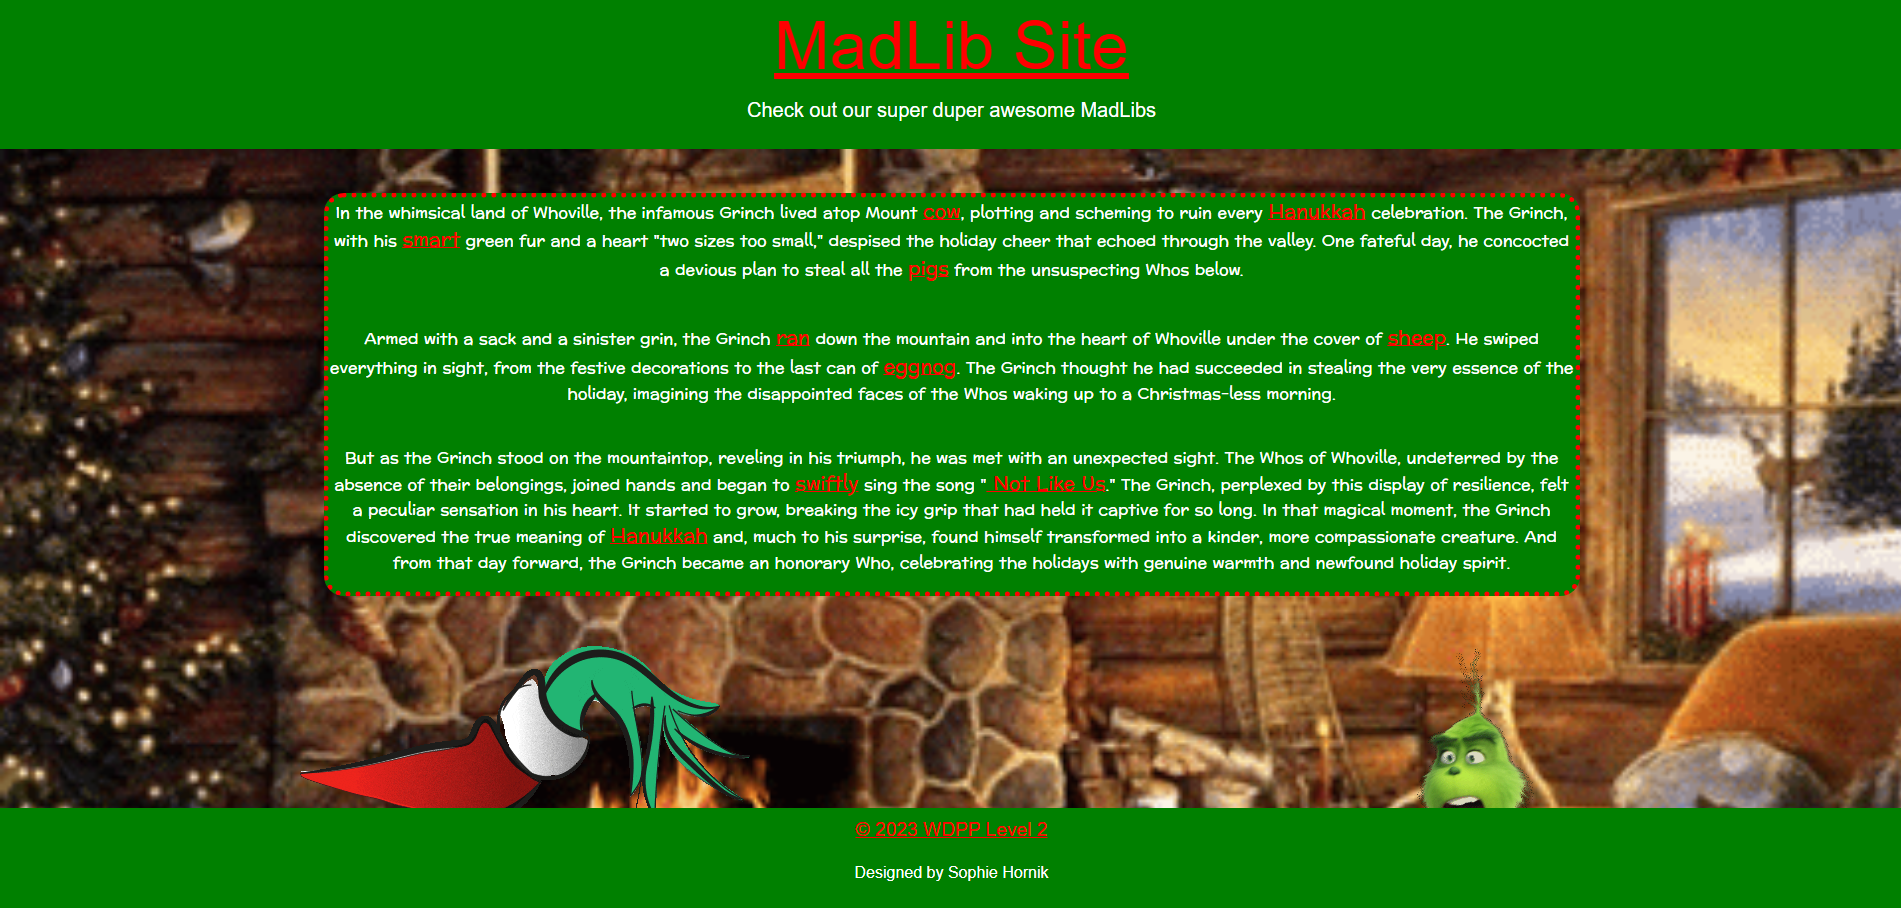 MadLib Site
Check out our super duper awesome MadLibs
In the whimsical land of Whoville, the infamous Grinch lived atop Mount cow, plotting and scheming to ruin every Hanukkah celebration. The Grinch,
with his smart green fur and a heart "two sizes too small," despised the holiday cheer that echoed through the valley. One fateful day, he concocted
a devious plan to steal all the pigs from the unsuspecting Whos below.
Armed with a sack and a sinister grin, the Grinch ran down the mountain and into the heart of Whoville under the cover of sheep. He swiped
everything in sight, from the festive decorations to the last can of eggnog. The Grinch thought he had succeeded in stealing the very essence of the
holiday, imagining the disappointed faces of the Whos waking up to a Christmas-less morning.
But as the Grinch stood on the mountaintop, reveling in his triumph, he was met with an unexpected sight. The Whos of Whoville, undeterred by the
absence of their belongings, joined hands and began to swiftly sing the song " Not Like Us." The Grinch, perplexed by this display of resilience, felt
a peculiar sensation in his heart. It started to grow, breaking the icy grip that had held it captive for so long. In that magical moment, the Grinch
discovered the true meaning of Hanukkah and, much to his surprise, found himself transformed into a kinder, more compassionate creature. And
from that day forward, the Grinch became an honorary Who, celebrating the holidays with genuine warmth and newfound holiday spirit.
© 2023 WDPP Level 2
Designed by Sophie Hornik